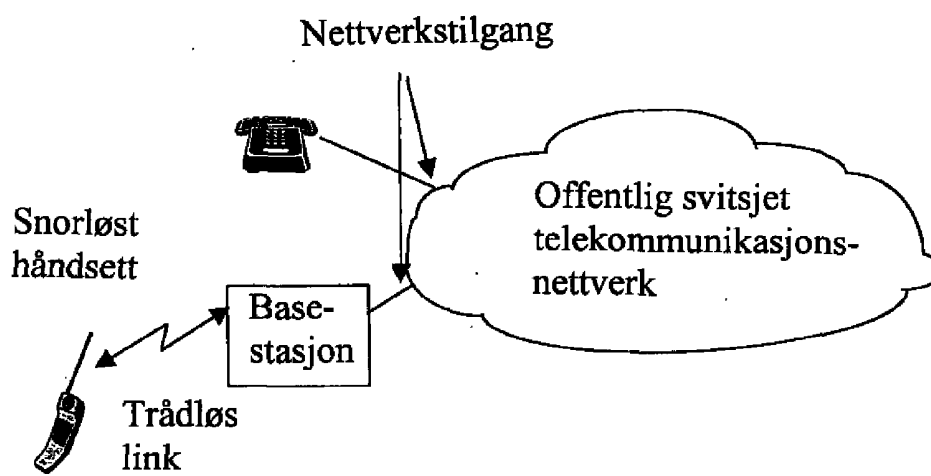 Nettverkstilgang
Offentlig svitsjet
telekommunikasjons-
nettverk
Snorløst
håndsett
Base-
stasjon
Trådløs
link